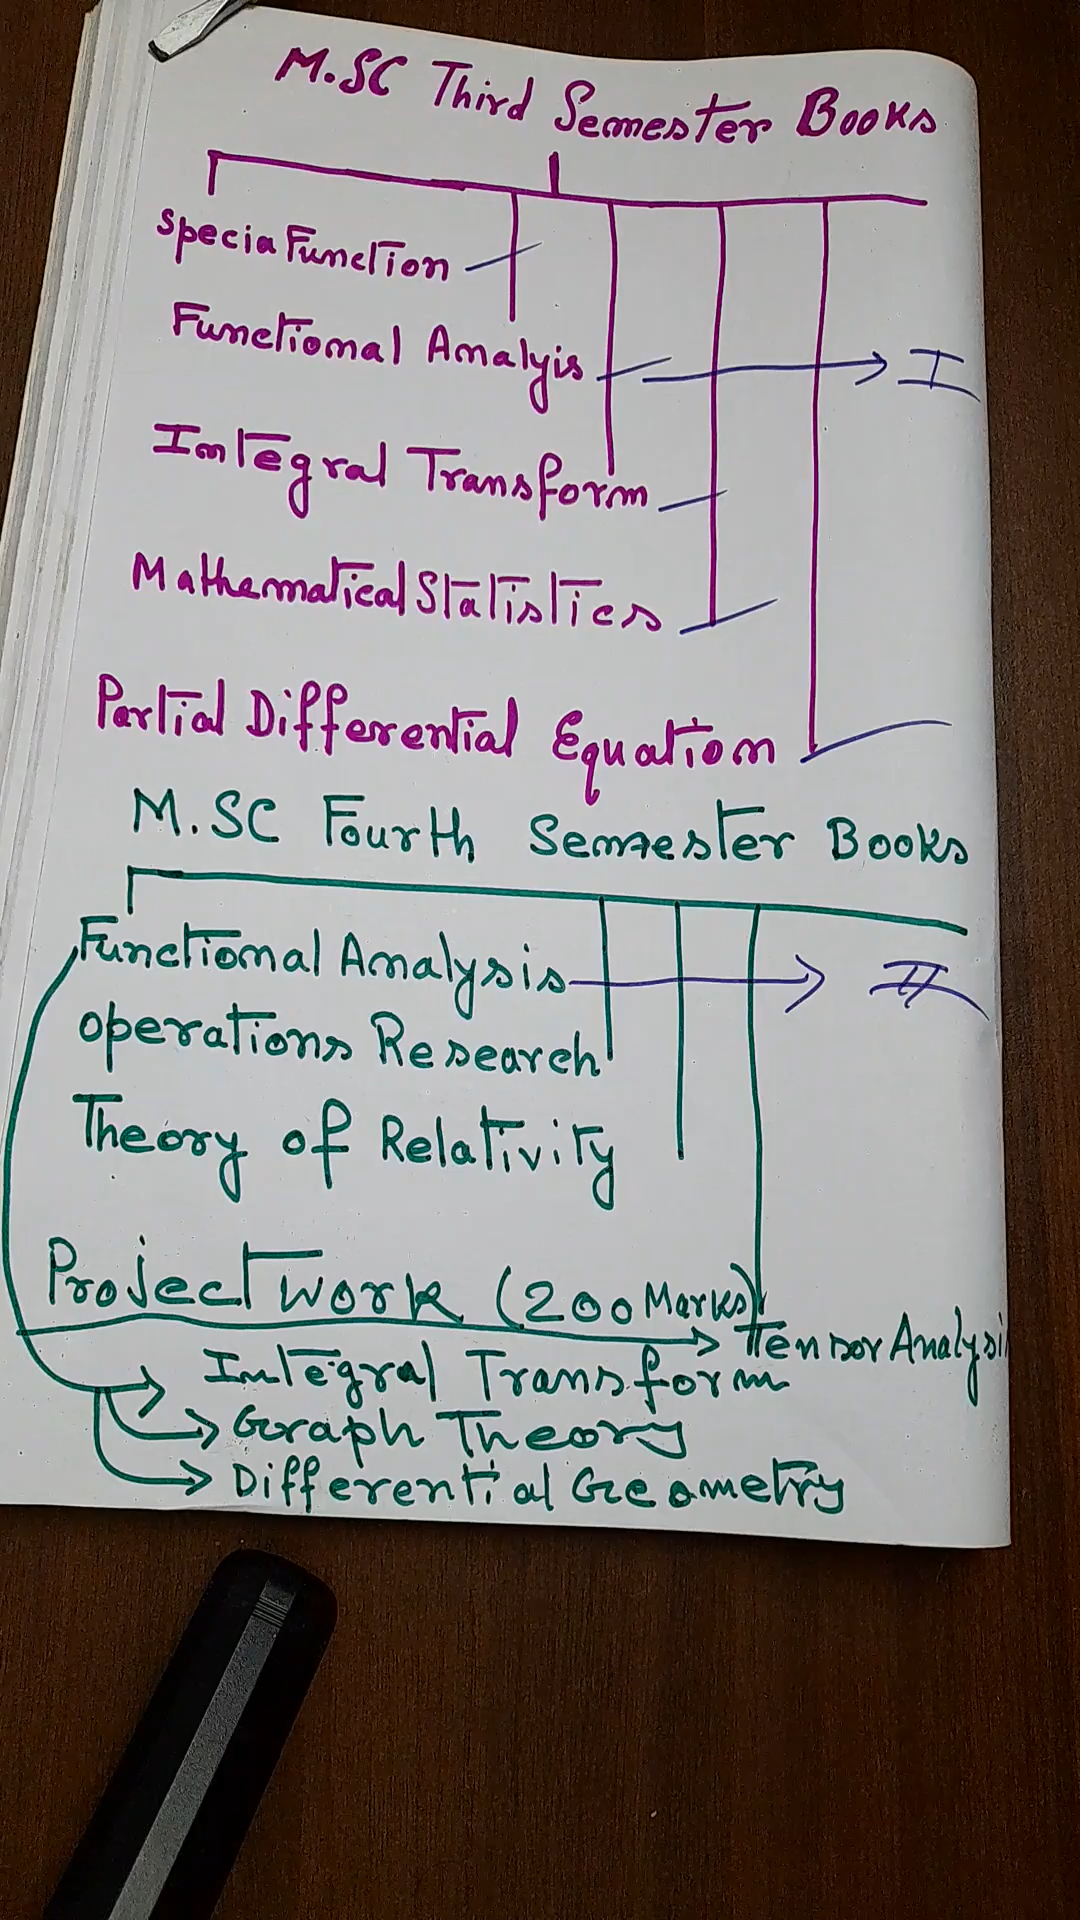 M.SC Third Semester Books
Specia Function
Functional Analyis → I
Integral Transform
Mathematical Statistics
Partial Differential Equation
M.SC Fourth Semester Books
Functional Analysis → II
operations Research
Theory of Relativity
Project work (200 Marks)
→ Tensor Analysis
→ Integral Transform
→ Graph Theory
→ Differential Geometry